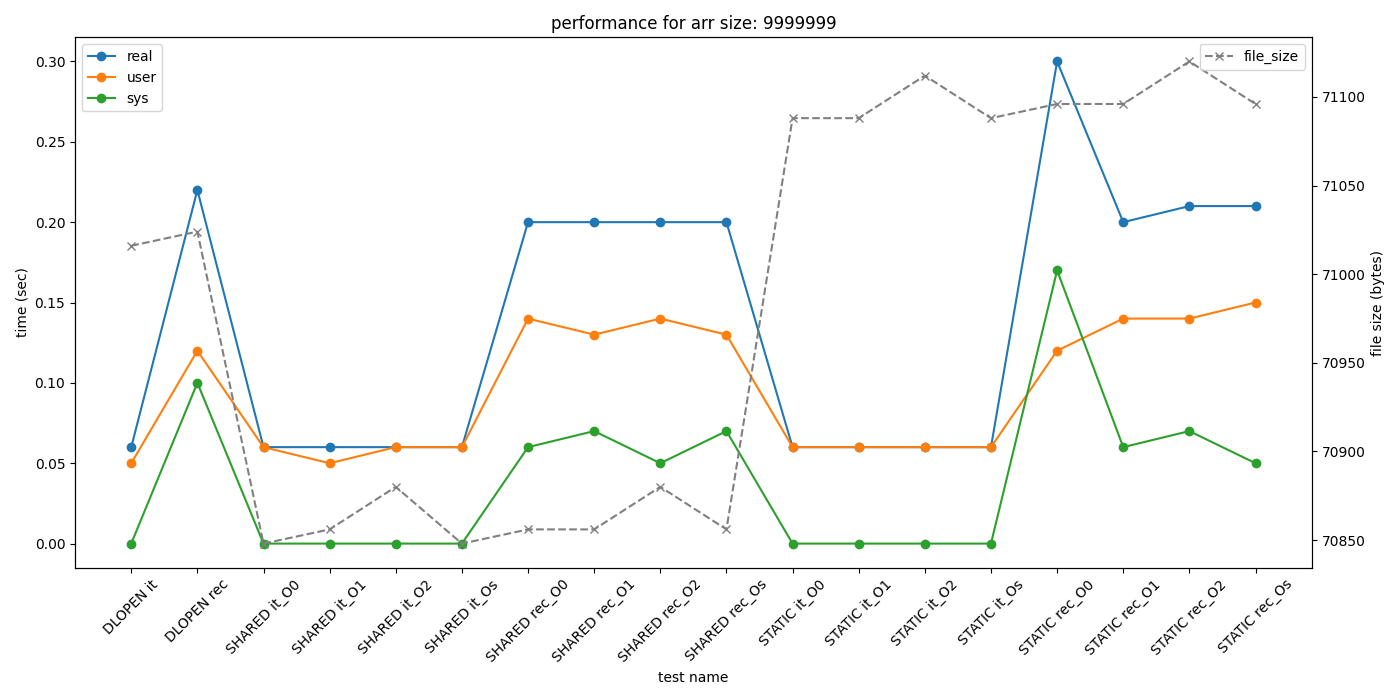 performance for arr size: 9999999
real
user
sys
file_size
time (sec)
0.30
0.25
0.20
0.15
0.10
0.05
0.00
71100
71050
71000
70950
70900
70850
file size (bytes)
DLOPEN it
DLOPEN rec
SHARED it_O0
SHARED it_O1
SHARED it_O2
SHARED it_Os
SHARED rec_O0
SHARED rec_O1
SHARED rec_O2
SHARED rec_Os
STATIC it_O0
STATIC it_O1
STATIC it_O2
STATIC it_Os
STATIC rec_O0
STATIC rec_O1
STATIC rec_O2
STATIC rec_Os
test name